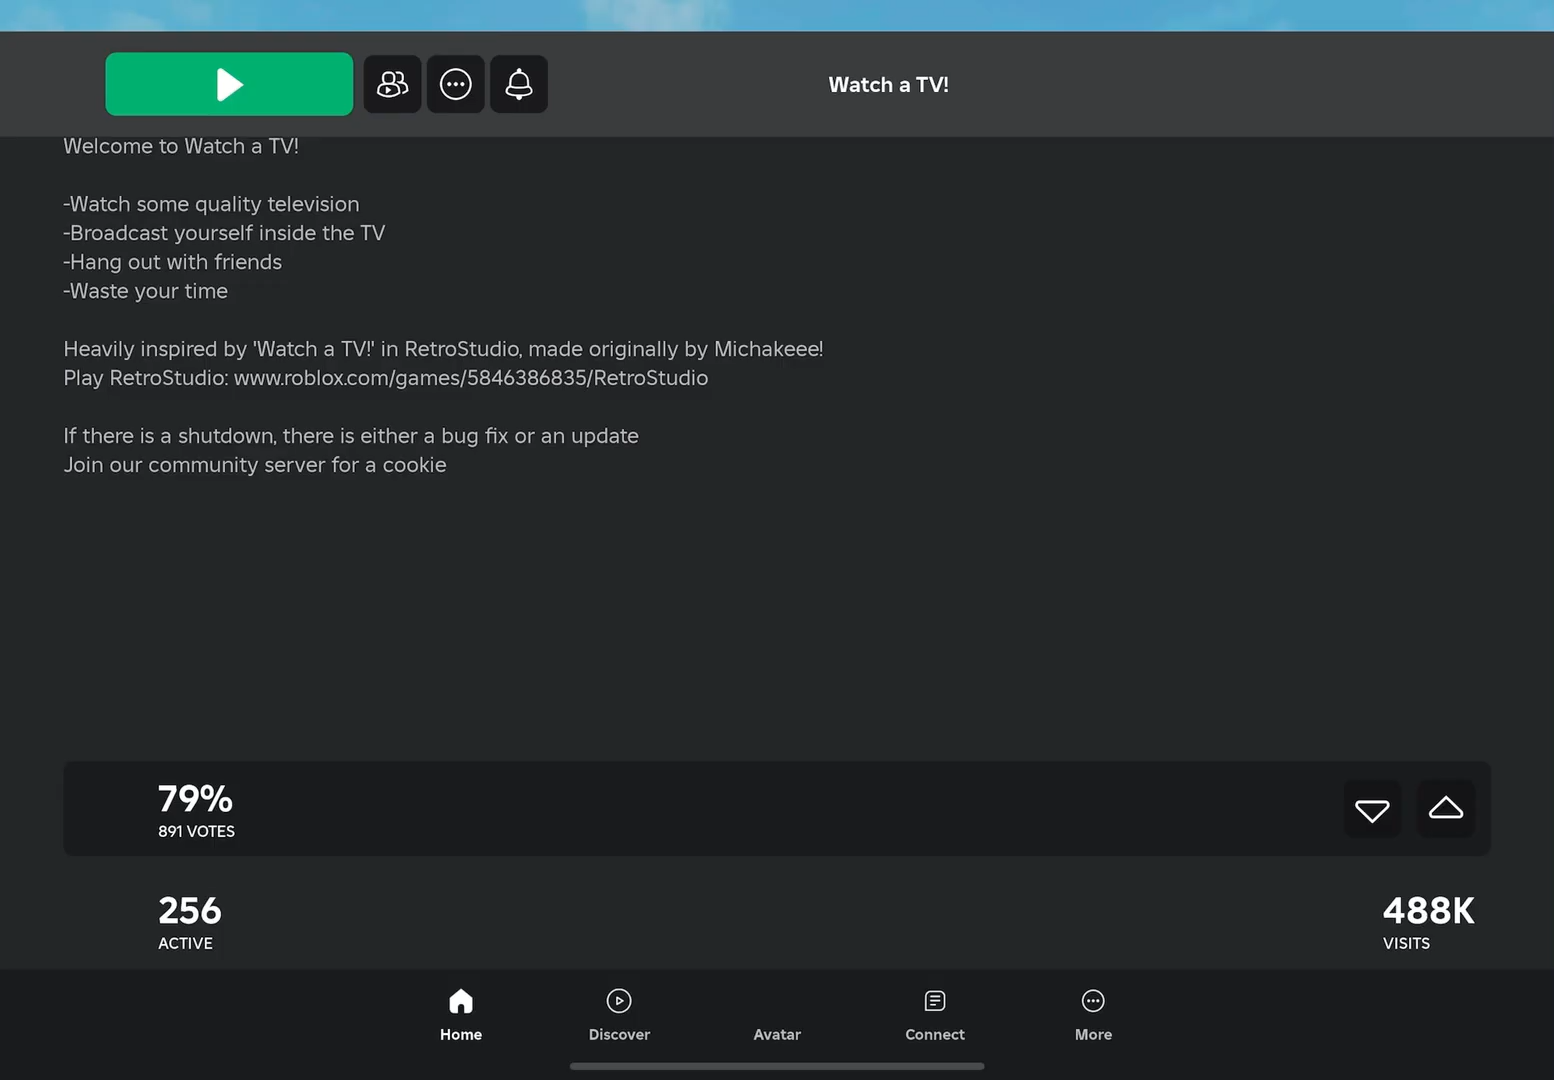 Watch a TV!
Welcome to Watch a TV!
-Watch some quality television
-Broadcast yourself inside the TV
-Hang out with friends
-Waste your time
Heavily inspired by 'Watch a TV!' in RetroStudio, made originally by Michakeee!
Play RetroStudio: www.roblox.com/games/5846386835/RetroStudio
If there is a shutdown, there is either a bug fix or an update
Join our community server for a cookie
79%
891 VOTES
256
ACTIVE
488K
VISITS
Home
Discover
Avatar
Connect
More